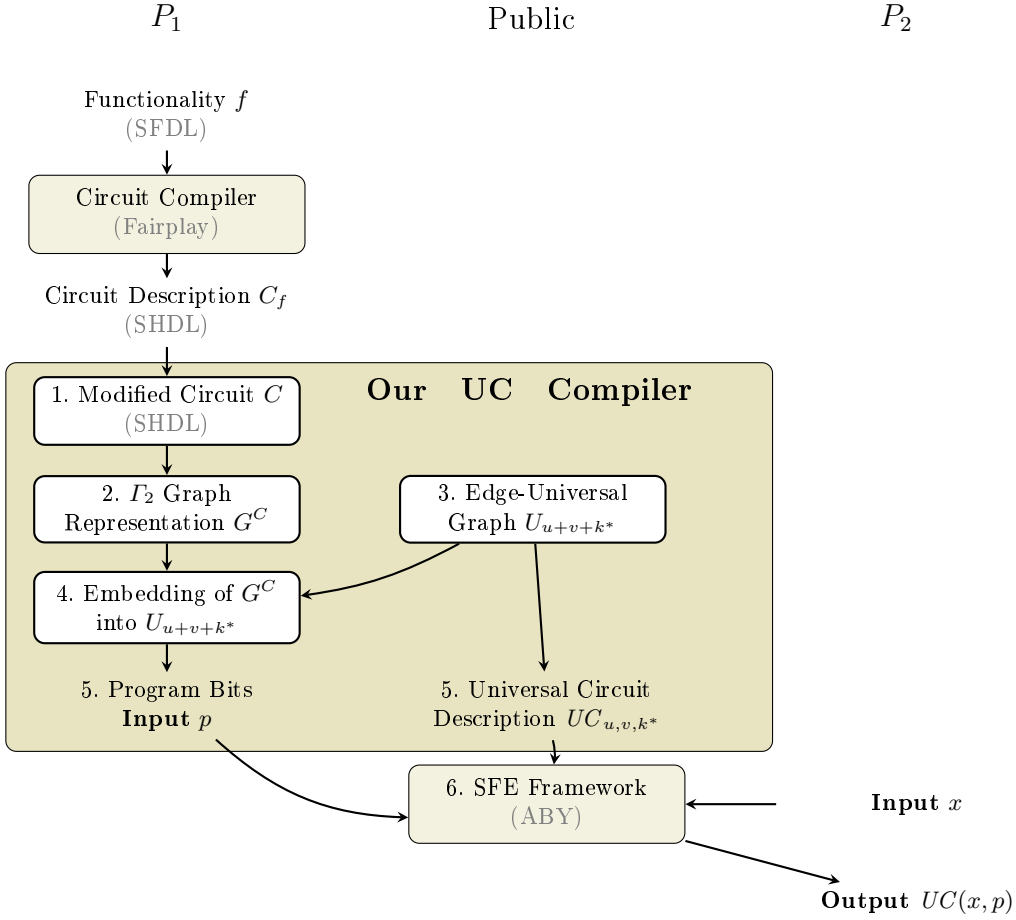 P₁ Public P₂
Functionality f
(SFDL)
Circuit Compiler
(Fairplay)
Circuit Description C_f
(SHDL)
Our UC Compiler
1. Modified Circuit C
(SHDL)
2. Γ₂ Graph
Representation G^C
3. Edge-Universal
Graph U_{u+v+k*}
4. Embedding of G^C
into U_{u+v+k*}
5. Program Bits
Input p
5. Universal Circuit
Description UC_{u,v,k*}
6. SFE Framework
(ABY)
Input x
Output UC(x, p)